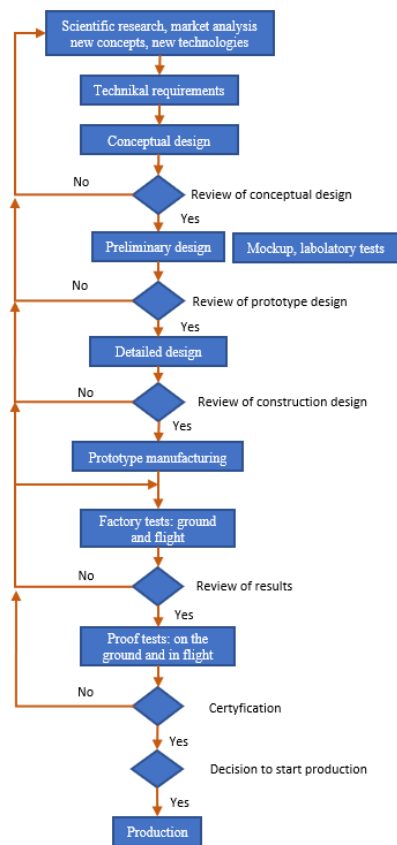 Scientific research, market analysis
new concepts, new technologies
Technikal requirements
Conceptual design
No
Review of conceptual design
Yes
Preliminary design
Mockup, labolatory tests
No
Review of prototype design
Yes
Detailed design
No
Review of construction design
Yes
Prototype manufacturing
Factory tests: ground
and flight
No
Review of results
Yes
Proof tests: on the
ground and in flight
No
Certyfication
Yes
Decision to start production
Yes
Production